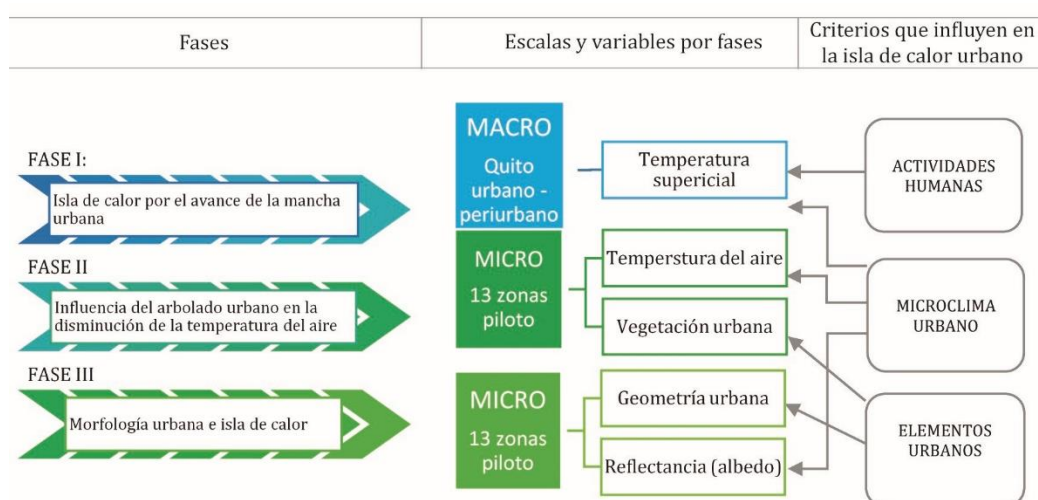 Fases
Escalas y variables por fases
Criterios que influyen en
la isla de calor urbano
FASE I:
Isla de calor por el avance de la mancha
urbana
FASE II
Influencia del arbolado urbano en la
disminución de la temperatura del aire
FASE III
Morfología urbana e isla de calor
MACRO
Quito
urbano -
periurbano
MICRO
13 zonas
piloto
MICRO
13 zonas
piloto
Temperatura
supericial
Temperstura del aire
Vegetación urbana
Geometría urbana
Reflectancia (albedo)
ACTIVIDADES
HUMANAS
MICROCLIMA
URBANO
ELEMENTOS
URBANOS